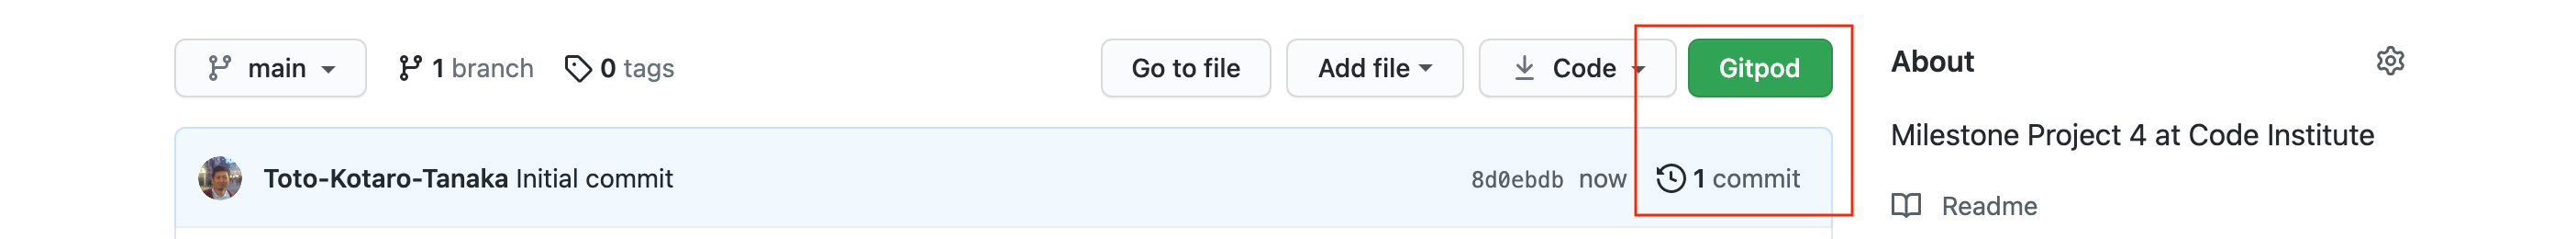 main 1 branch 0 tags Go to file Add file Code Gitpod
Toto-Kotaro-Tanaka Initial commit 8d0ebdb now 1 commit
About
Milestone Project 4 at Code Institute
Readme